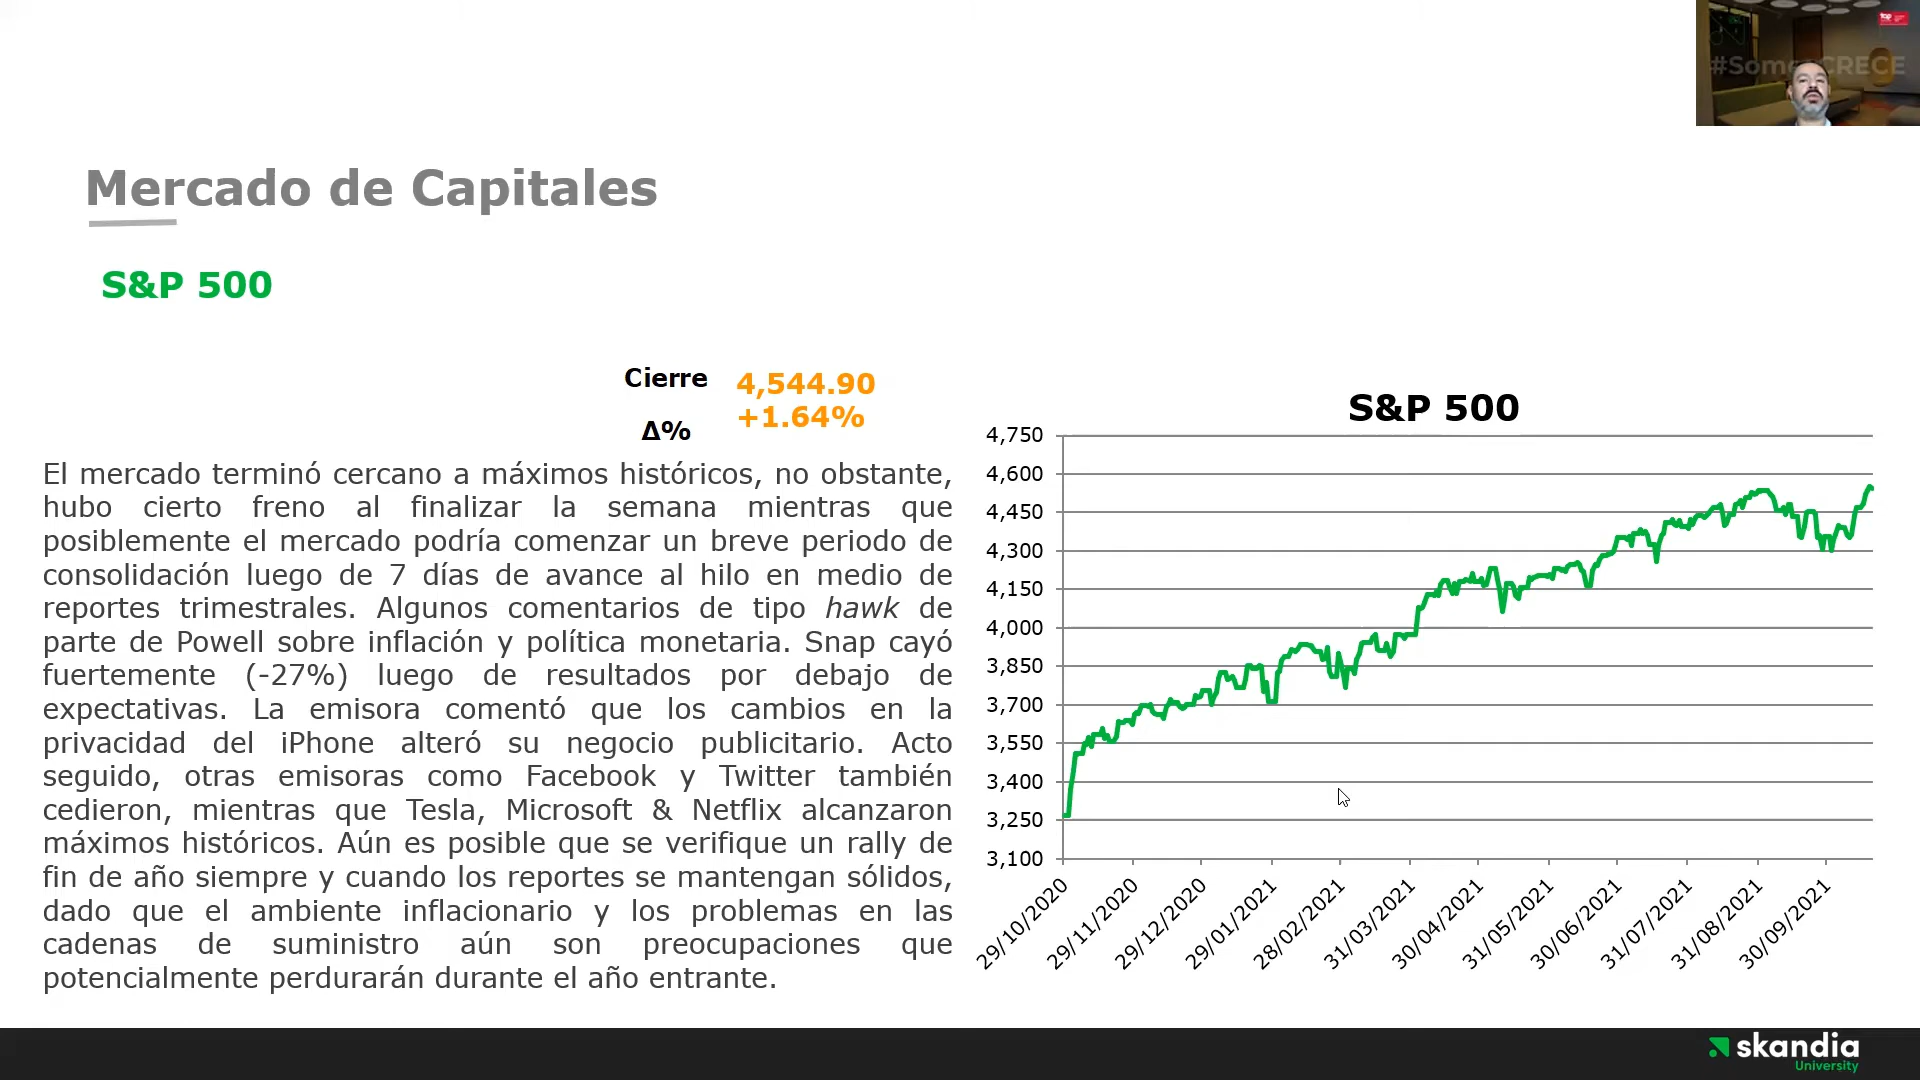 #Some CRECE
top
Mercado de Capitales
S&P 500
Cierre 4,544.90
Δ% +1.64%
El mercado terminó cercano a máximos históricos, no obstante,
hubo cierto freno al finalizar la semana mientras que
posiblemente el mercado podría comenzar un breve periodo de
consolidación luego de 7 días de avance al hilo en medio de
reportes trimestrales. Algunos comentarios de tipo hawk de
parte de Powell sobre inflación y política monetaria. Snap cayó
fuertemente (-27%) luego de resultados por debajo de
expectativas. La emisora comentó que los cambios en la
privacidad del iPhone alteró su negocio publicitario. Acto
seguido, otras emisoras como Facebook y Twitter también
cedieron, mientras que Tesla, Microsoft & Netflix alcanzaron
máximos históricos. Aún es posible que se verifique un rally de
fin de año siempre y cuando los reportes se mantengan sólidos,
dado que el ambiente inflacionario y los problemas en las
cadenas de suministro aún son preocupaciones que
potencialmente perdurarán durante el año entrante.
S&P 500
4,750
4,600
4,450
4,300
4,150
4,000
3,850
3,700
3,550
3,400
3,250
3,100
29/10/2020
29/11/2020
29/12/2020
29/01/2021
28/02/2021
31/03/2021
30/04/2021
31/05/2021
30/06/2021
31/07/2021
31/08/2021
30/09/2021
skandia
University